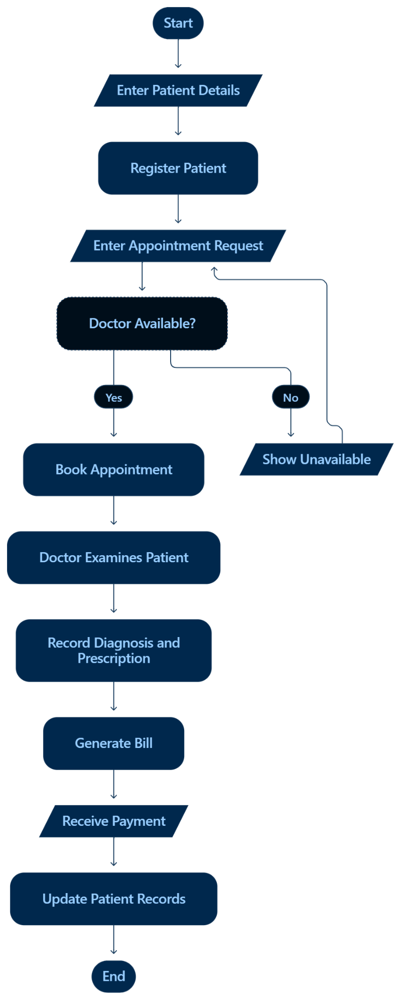 Start
Enter Patient Details
Register Patient
Enter Appointment Request
Doctor Available?
Yes
No
Book Appointment
Show Unavailable
Doctor Examines Patient
Record Diagnosis and
Prescription
Generate Bill
Receive Payment
Update Patient Records
End